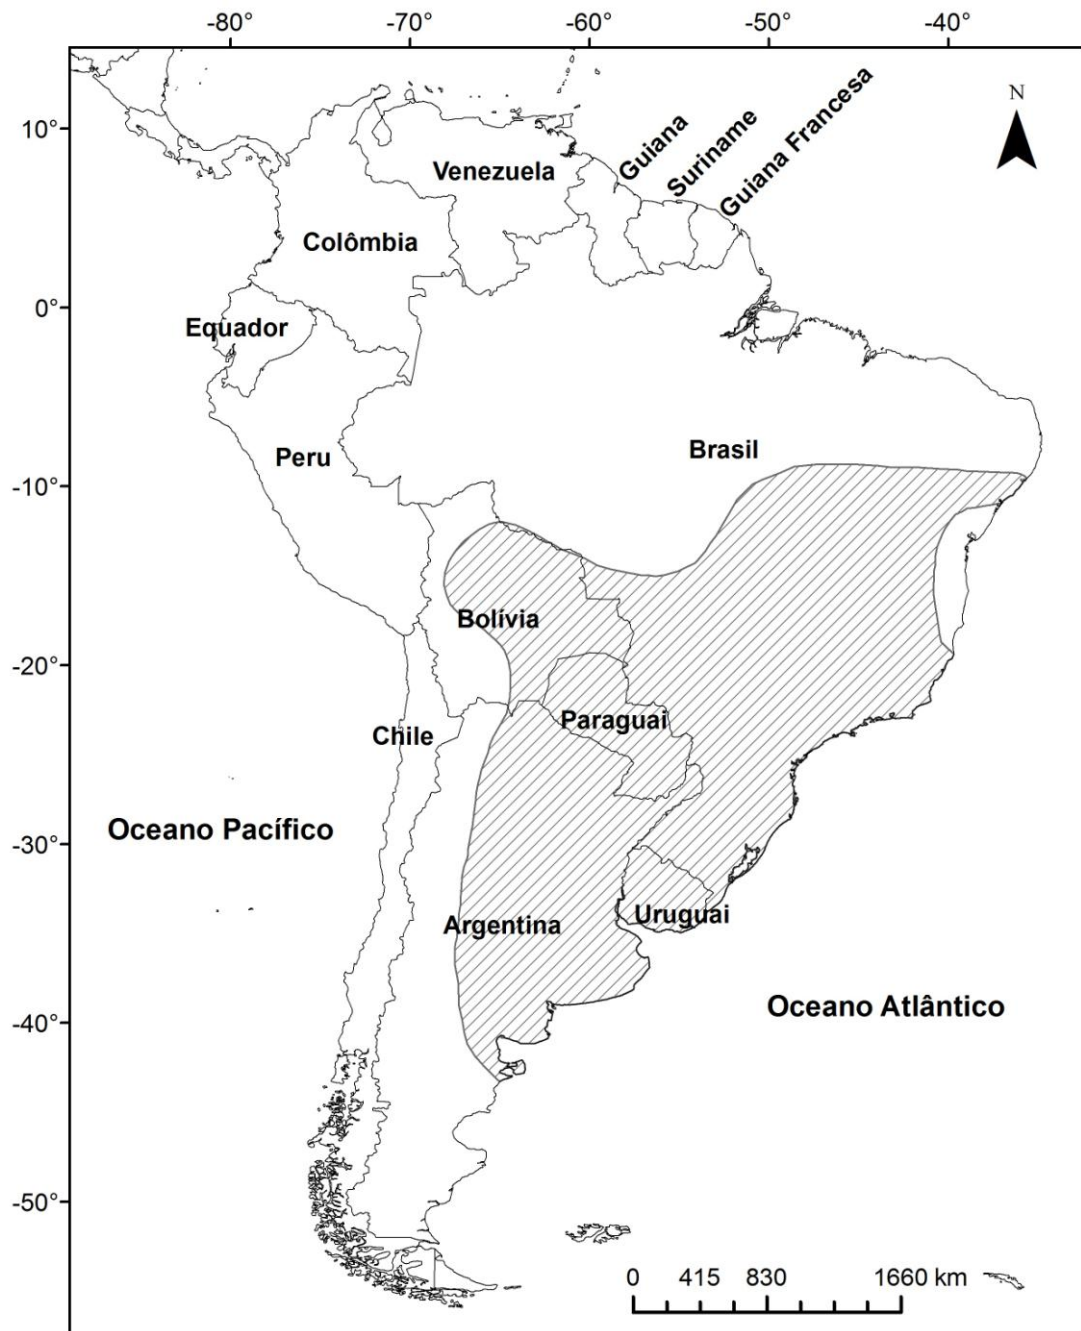 -80°
-70°
-60°
-50°
-40°
10°
0°
-10°
-20°
-30°
-40°
-50°
N
Guiana
Suriname
Guiana Francesa
Venezuela
Colômbia
Equador
Peru
Brasil
Bolívia
Paraguai
Chile
Oceano Pacífico
Argentina
Uruguai
Oceano Atlântico
0 415 830 1660 km